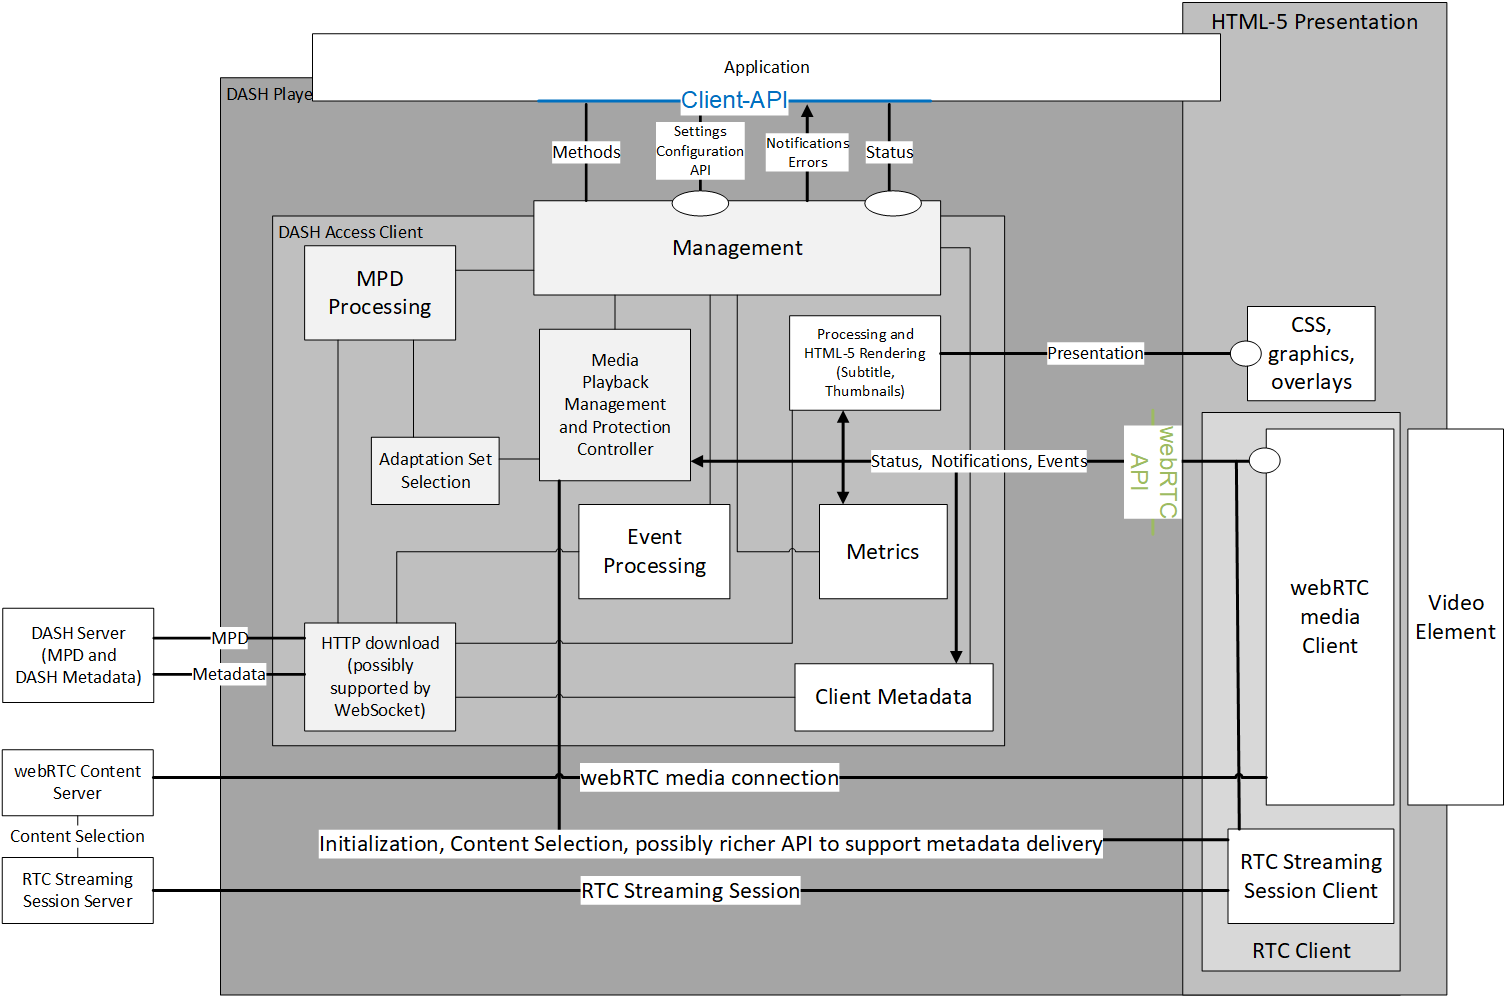 HTML-5 Presentation
Application
DASH Playe
Client-API
Methods
Settings
Configuration
API
Notifications
Errors
Status
DASH Access Client
Management
MPD
Processing
Media
Playback
Management
and Protection
Controller
Processing and
HTML-5 Rendering
(Subtitle,
Thumbnails)
Presentation
CSS,
graphics,
overlays
Adaptation Set
Selection
Status, Notifications, Events
webRTC
API
Event
Processing
Metrics
webRTC
media
Client
Video
Element
DASH Server
(MPD and
DASH Metadata)
MPD
Metadata
HTTP download
(possibly
supported by
WebSocket)
Client Metadata
webRTC Content
Server
webRTC media connection
Content Selection
Initialization, Content Selection, possibly richer API to support metadata delivery
RTC Streaming
Session Server
RTC Streaming Session
RTC Streaming
Session Client
RTC Client